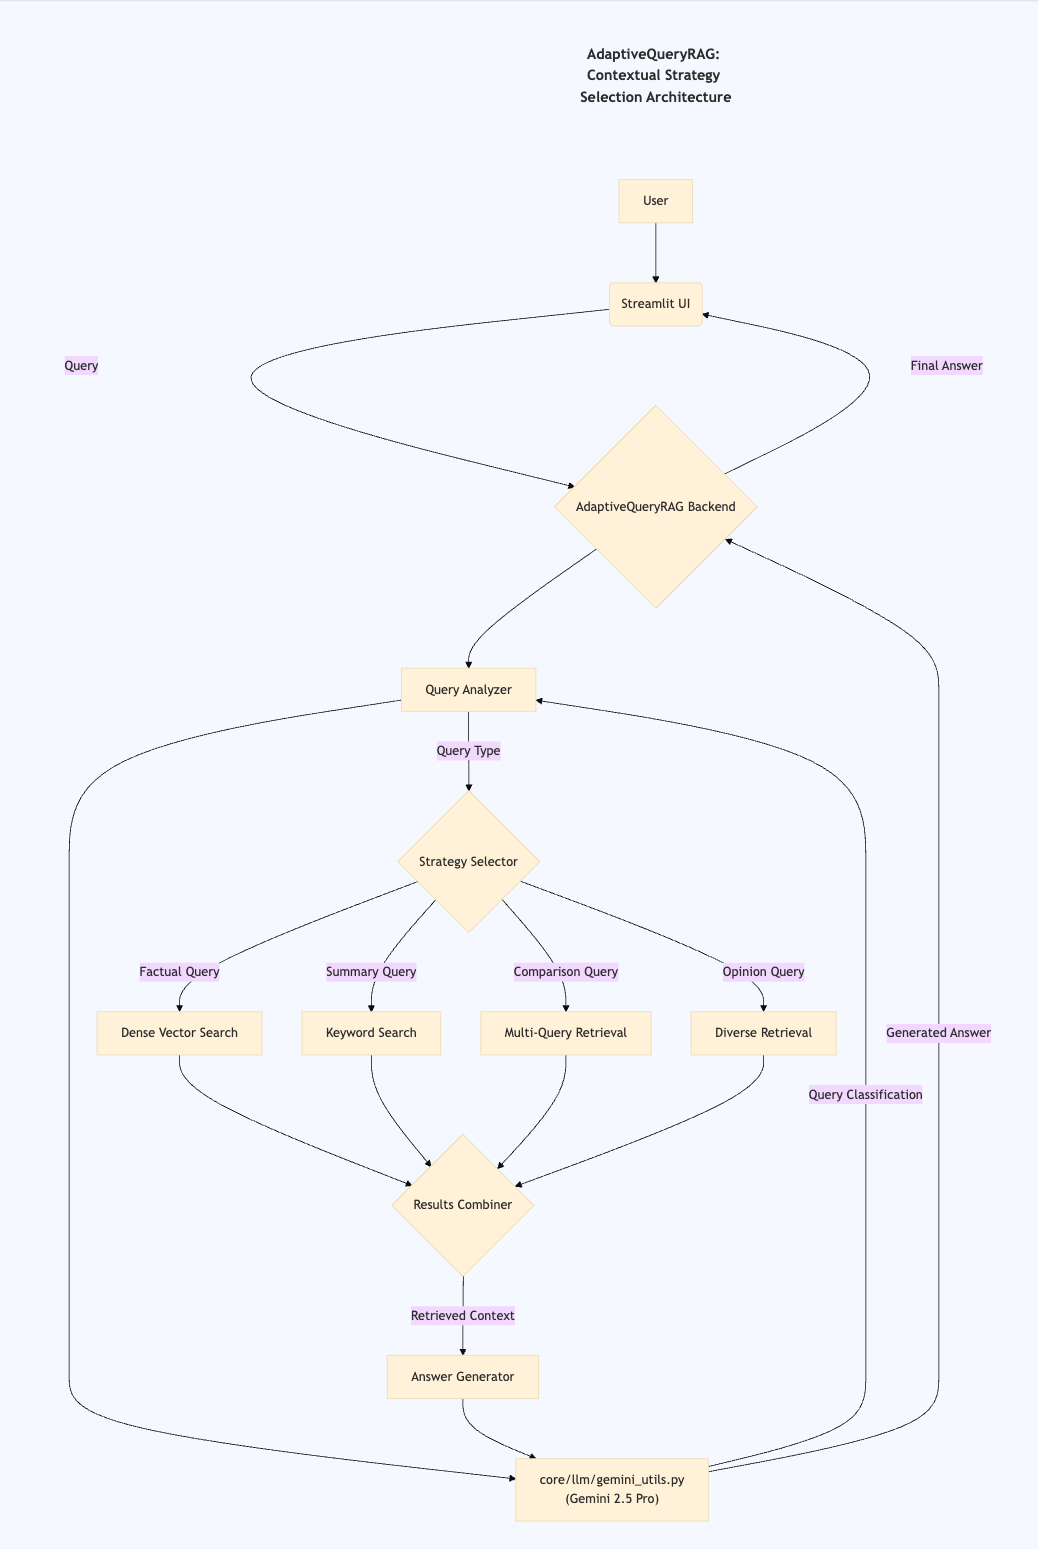 AdaptiveQueryRAG:
Contextual Strategy
Selection Architecture
User
Streamlit UI
Query
Final Answer
AdaptiveQueryRAG Backend
Query Analyzer
Query Type
Strategy Selector
Factual Query
Summary Query
Comparison Query
Opinion Query
Dense Vector Search
Keyword Search
Multi-Query Retrieval
Diverse Retrieval
Generated Answer
Query Classification
Results Combiner
Retrieved Context
Answer Generator
core/llm/gemini_utils.py
(Gemini 2.5 Pro)